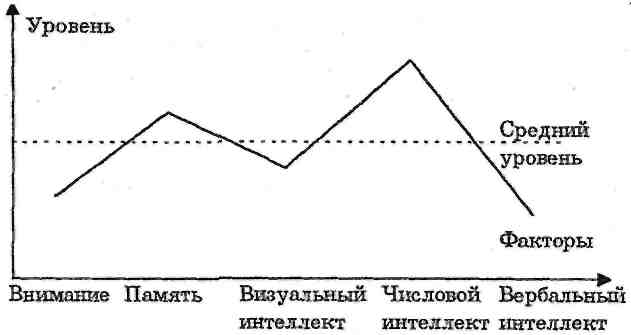 Уровень
Средний
уровень
Факторы
Внимание Память Визуальный Числовой Вербальный
интеллект интеллект интеллект